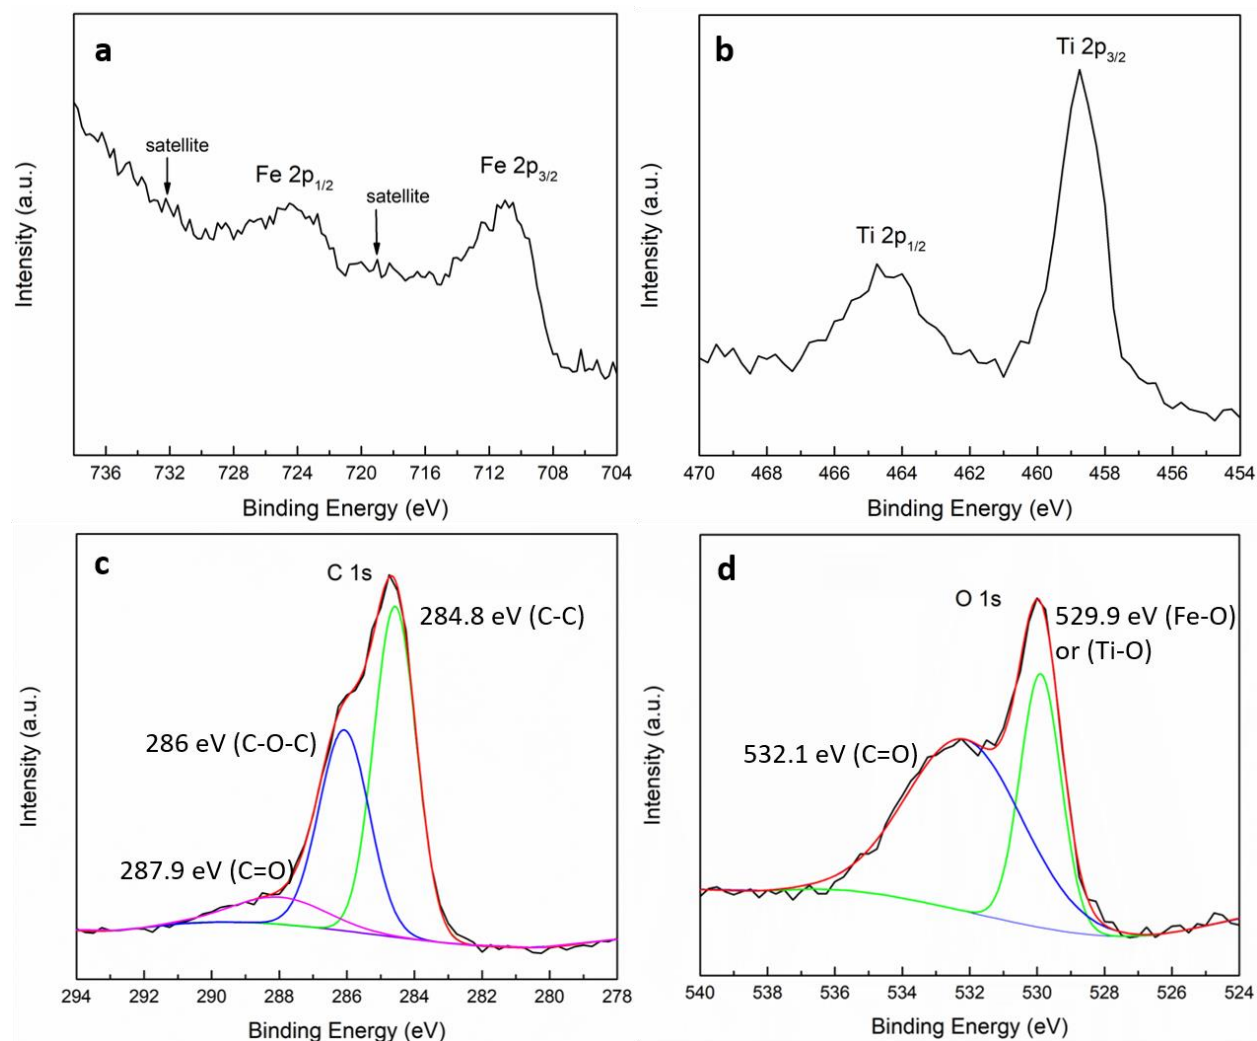 a
satellite
Fe 2p1/2
satellite
Fe 2p3/2
Intensity (a.u.)
736 732 728 724 720 716 712 708 704
Binding Energy (eV)
b
Ti 2p3/2
Ti 2p1/2
Intensity (a.u.)
470 468 466 464 462 460 458 456 454
Binding Energy (eV)
c
C 1s
284.8 eV (C-C)
286 eV (C-O-C)
287.9 eV (C=O)
Intensity (a.u.)
294 292 290 288 286 284 282 280 278
Binding Energy (eV)
d
O 1s
529.9 eV (Fe-O)
or (Ti-O)
532.1 eV (C=O)
Intensity (a.u.)
540 538 536 534 532 530 528 526 524
Binding Energy (eV)